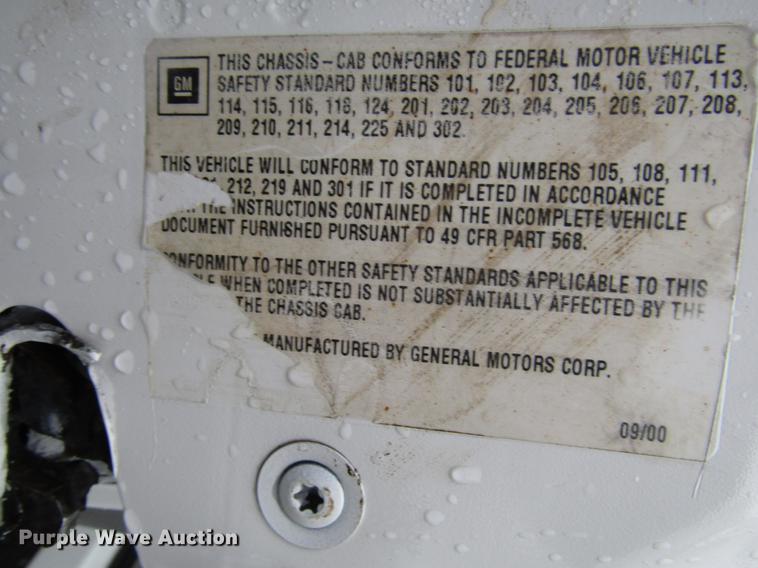 GM
THIS CHASSIS-CAB CONFORMS TO FEDERAL MOTOR VEHICLE
SAFETY STANDARD NUMBERS 101, 102, 103, 104, 106, 107, 113,
114, 115, 116, 118, 124, 201, 202, 203, 204, 205, 206, 207, 208,
209, 210, 211, 214, 225 AND 302.
THIS VEHICLE WILL CONFORM TO STANDARD NUMBERS 105, 108, 111,
212, 219 AND 301 IF IT IS COMPLETED IN ACCORDANCE
THE INSTRUCTIONS CONTAINED IN THE INCOMPLETE VEHICLE
DOCUMENT FURNISHED PURSUANT TO 49 CFR PART 568.
CONFORMITY TO THE OTHER SAFETY STANDARDS APPLICABLE TO THIS
WHEN COMPLETED IS NOT SUBSTANTIALLY AFFECTED BY THE
THE CHASSIS CAB.
MANUFACTURED BY GENERAL MOTORS CORP.
09/00
Purple Wave Auction